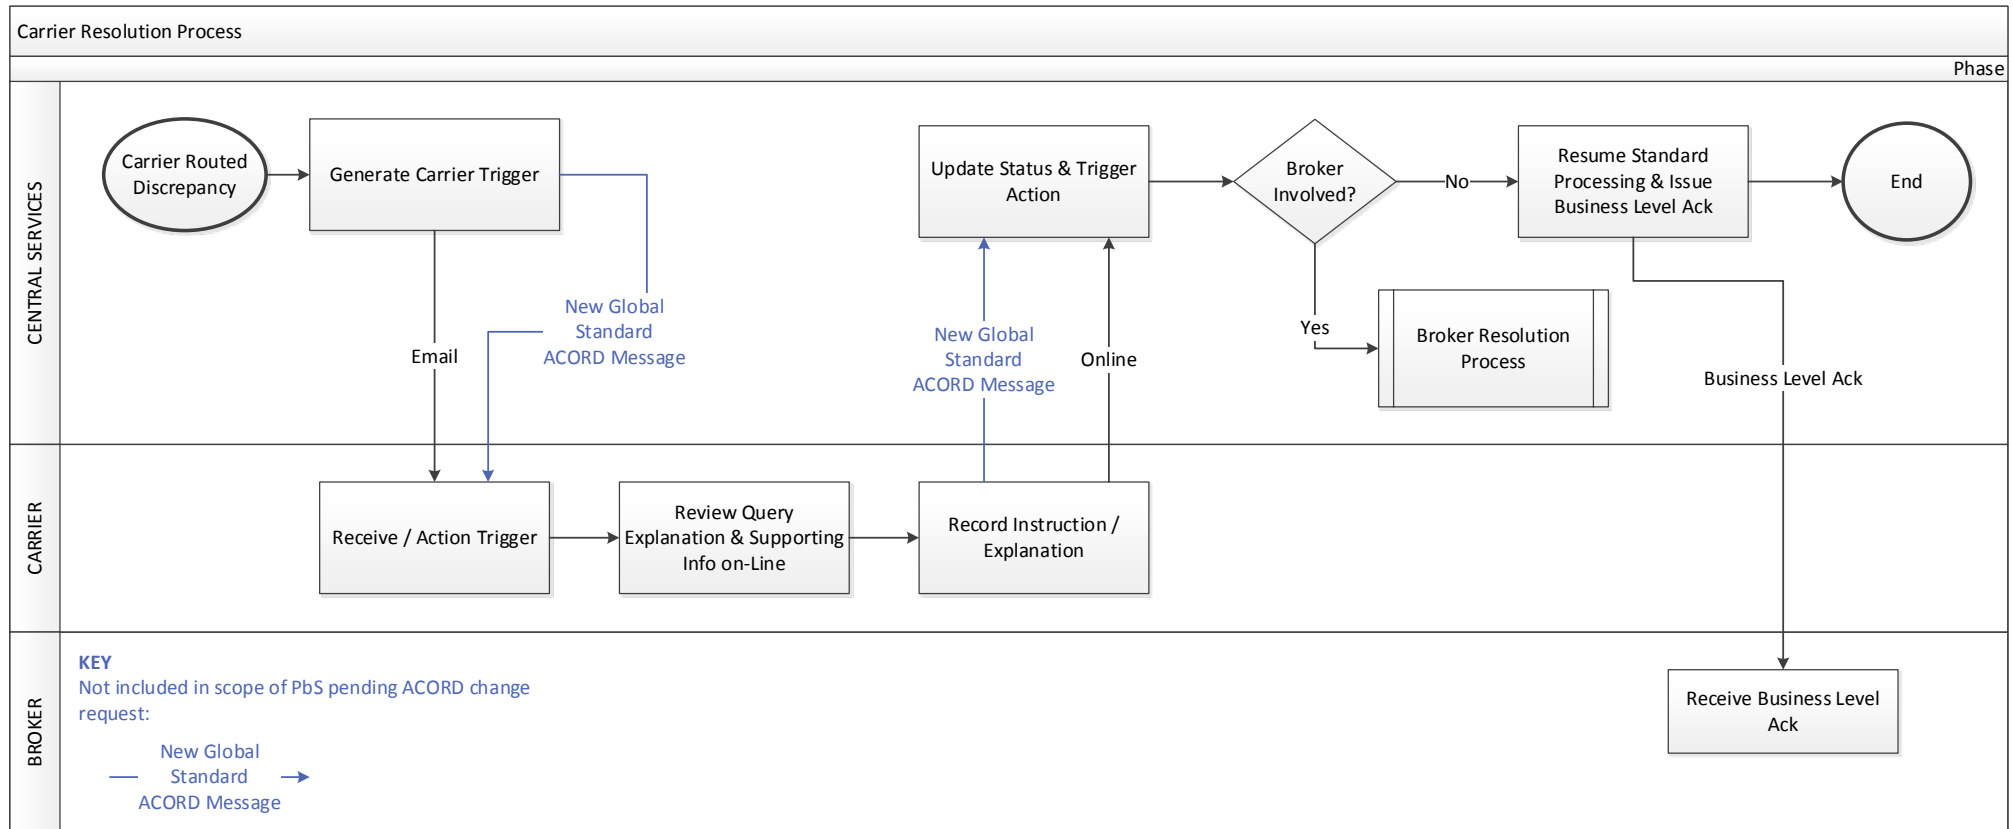 Carrier Resolution Process
Phase
CENTRAL SERVICES
Carrier Routed
Discrepancy
Generate Carrier Trigger
New Global
Standard
ACORD Message
Email
Update Status & Trigger
Action
New Global
Standard
ACORD Message
Online
Broker
Involved?
No
Yes
Resume Standard
Processing & Issue
Business Level Ack
End
Broker Resolution
Process
Business Level Ack
CARRIER
Receive / Action Trigger
Review Query
Explanation & Supporting
Info on-Line
Record Instruction /
Explanation
BROKER
KEY
Not included in scope of PbS pending ACORD change
request:
New Global
Standard
ACORD Message
Receive Business Level
Ack